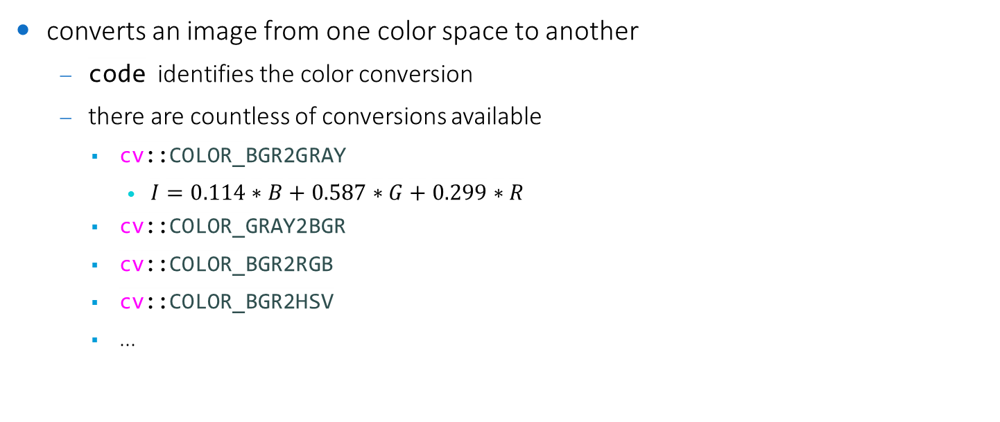 converts an image from one color space to another
code identifies the color conversion
there are countless of conversions available
cv::COLOR_BGR2GRAY
I = 0.114 ∗ B + 0.587 ∗ G + 0.299 ∗ R
cv::COLOR_GRAY2BGR
cv::COLOR_BGR2RGB
cv::COLOR_BGR2HSV
...